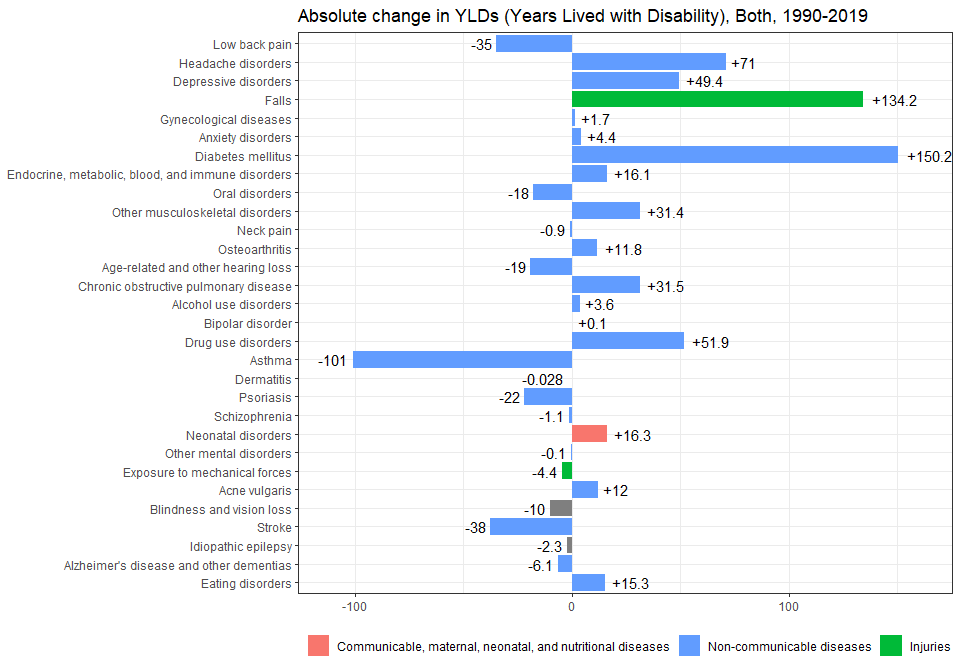 Absolute change in YLDs (Years Lived with Disability), Both, 1990-2019
Low back pain -35
Headache disorders +71
Depressive disorders +49.4
Falls +134.2
Gynecological diseases +1.7
Anxiety disorders +4.4
Diabetes mellitus +150.2
Endocrine, metabolic, blood, and immune disorders +16.1
Oral disorders -18
Other musculoskeletal disorders +31.4
Neck pain -0.9
Osteoarthritis +11.8
Age-related and other hearing loss -19
Chronic obstructive pulmonary disease +31.5
Alcohol use disorders +3.6
Bipolar disorder +0.1
Drug use disorders +51.9
Asthma -101
Dermatitis -0.028
Psoriasis -22
Schizophrenia -1.1
Neonatal disorders +16.3
Other mental disorders -0.1
Exposure to mechanical forces -4.4
Acne vulgaris +12
Blindness and vision loss -10
Stroke -38
Idiopathic epilepsy -2.3
Alzheimer's disease and other dementias -6.1
Eating disorders +15.3
-100 0 100
Communicable, maternal, neonatal, and nutritional diseases Non-communicable diseases Injuries